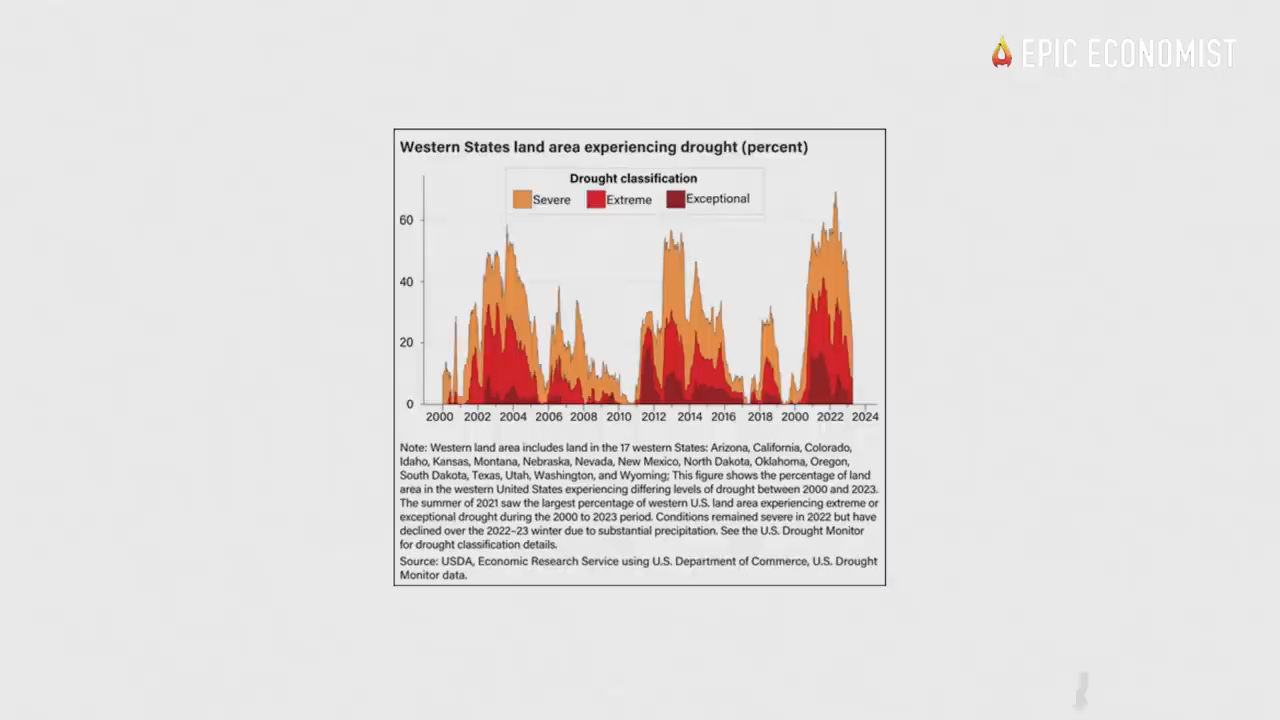 EPIC ECONOMIST
Western States land area experiencing drought (percent)
Drought classification
Severe Extreme Exceptional
60
40
20
0
2000 2002 2004 2006 2008 2010 2012 2014 2016 2018 2000 2022 2024
Note: Western land area includes land in the 17 western States: Arizona, California, Colorado,
Idaho, Kansas, Montana, Nebraska, Nevada, New Mexico, North Dakota, Oklahoma, Oregon,
South Dakota, Texas, Utah, Washington, and Wyoming; This figure shows the percentage of land
area in the western United States experiencing differing levels of drought between 2000 and 2023.
The summer of 2021 saw the largest percentage of western U.S. land area experiencing extreme or
exceptional drought during the 2000 to 2023 period. Conditions remained severe in 2022 but have
declined over the 2022–23 winter due to substantial precipitation. See the U.S. Drought Monitor
for drought classification details.
Source: USDA, Economic Research Service using U.S. Department of Commerce, U.S. Drought
Monitor data.